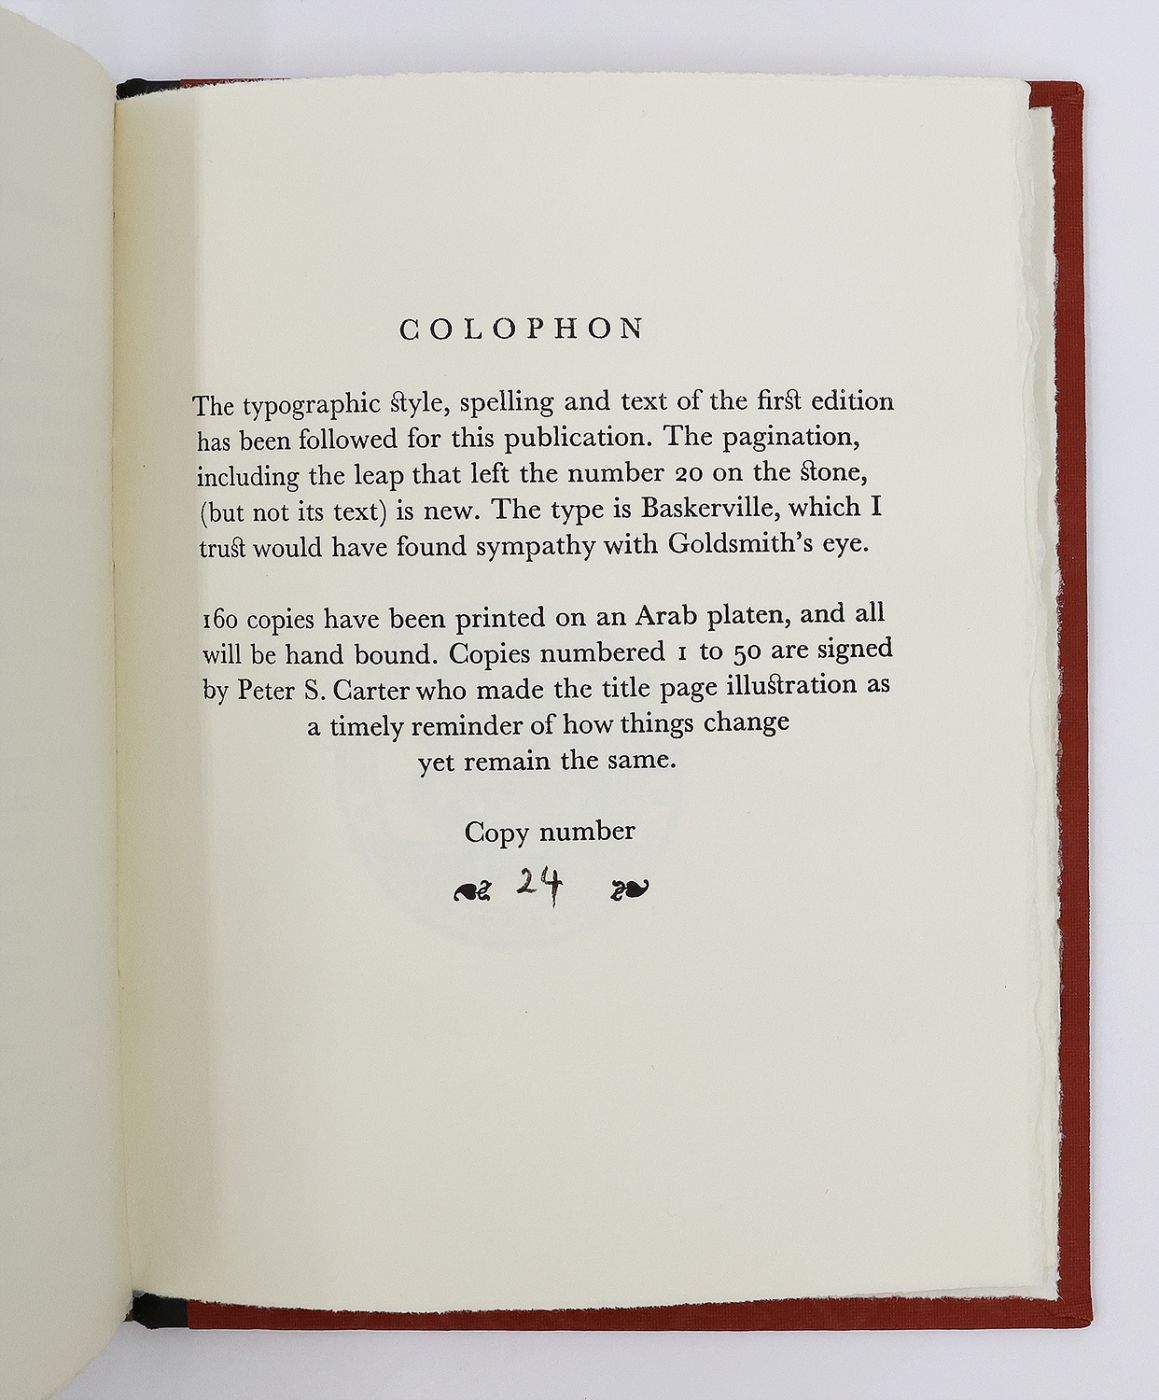 COLOPHON
The typographic style, spelling and text of the first edition
has been followed for this publication. The pagination,
including the leap that left the number 20 on the stone,
(but not its text) is new. The type is Baskerville, which I
trust would have found sympathy with Goldsmith's eye.
160 copies have been printed on an Arab platen, and all
will be hand bound. Copies numbered 1 to 50 are signed
by Peter S. Carter who made the title page illustration as
a timely reminder of how things change
yet remain the same.
Copy number
24